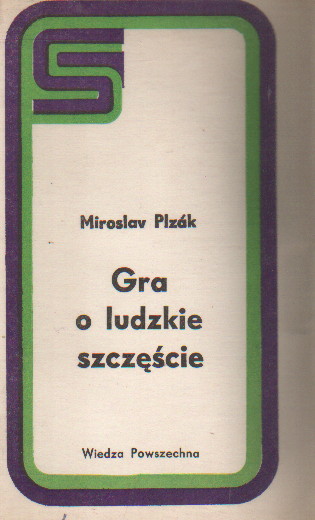 S
Miroslav Plzák
Gra
o ludzkie
szczęście
Wiedza Powszechna